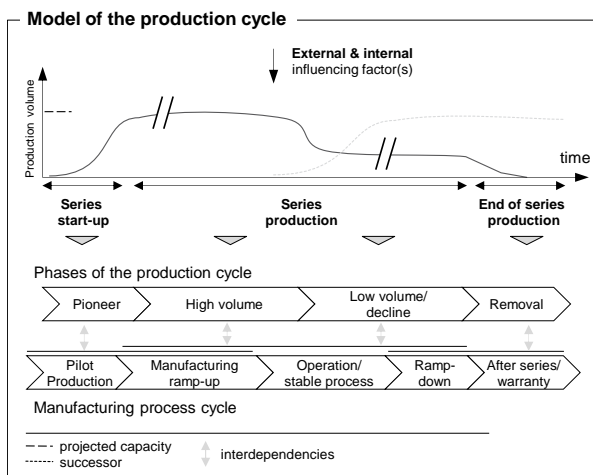 Model of the production cycle
External & internal
influencing factor(s)
Production volume
time
Series
start-up
Series
production
End of series
production
Phases of the production cycle
Pioneer
High volume
Low volume/
decline
Removal
Pilot
Production
Manufacturing
ramp-up
Operation/
stable process
Ramp-
down
After series/
warranty
Manufacturing process cycle
projected capacity
successor
interdependencies